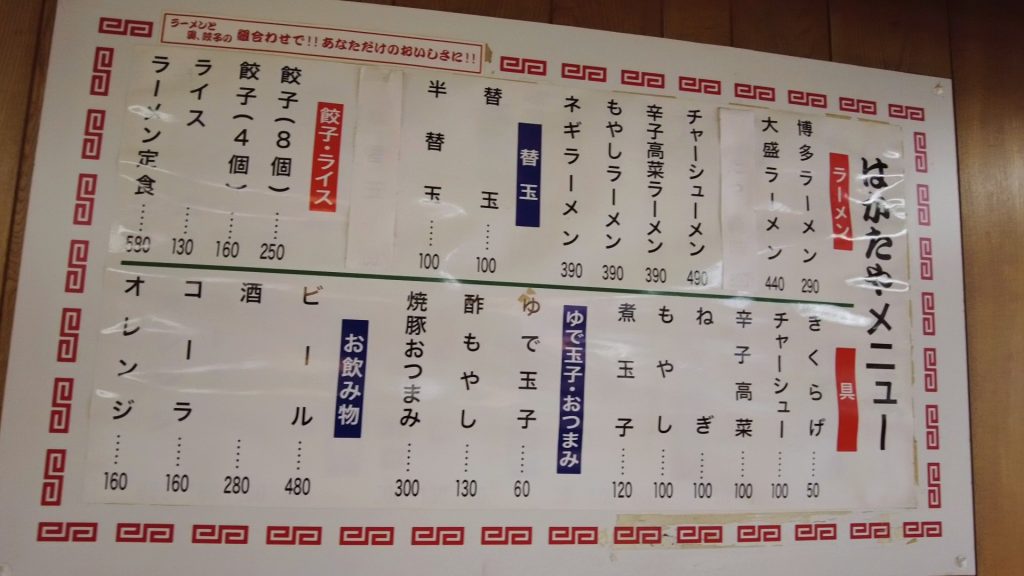 はかたや・メニュー
ラーメンと
替、餃子の組合わせで!!あなただけのおいしさに!!
ラーメン
博多ラーメン 290
大盛ラーメン 440
チャーシューメン 490
辛子高菜ラーメン 390
もやしラーメン 390
ネギラーメン 390
替玉
替玉……100
半替玉……100
餃子・ライス
餃子(8個) 250
餃子(4個)……160
ライス……130
ラーメン定食……580
具
きくらげ……50
チャーシュー……100
辛子高菜……100
ねぎ……100
もやし……100
煮玉子……120
ゆで玉子・おつまみ
ゆで玉子……60
酢もやし……130
焼豚おつまみ 300
お飲み物
ビール……480
酒……280
コーラ……160
オレンジ……160